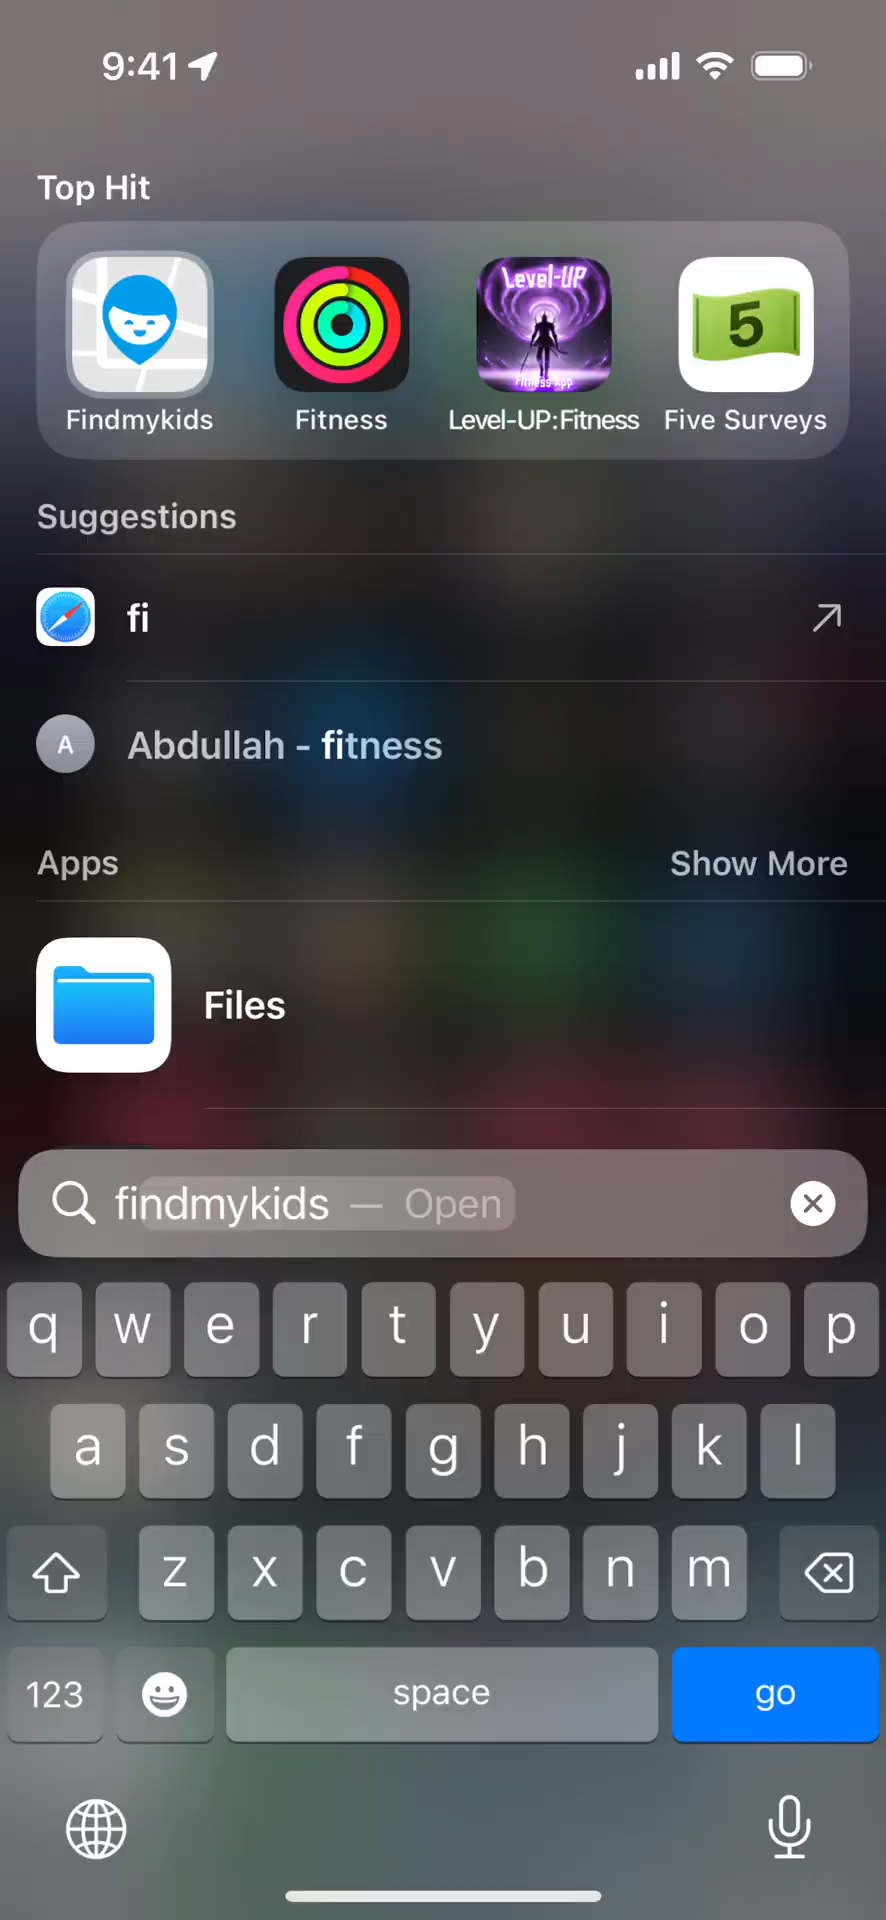 9:41
Top Hit
Level-UP
Fitness App
5
Findmykids
Fitness
Level-UP:Fitness
Five Surveys
Suggestions
fi
A
Abdullah - fitness
Apps
Show More
Files
findmykids — Open
q w e r t y u i o p
a s d f g h j k l
z x c v b n m
123
space
go